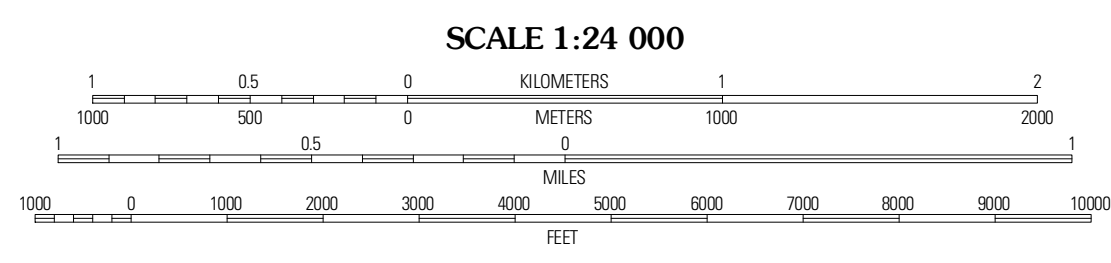 SCALE 1:24 000
1 0.5 0 KILOMETERS 1 2
1000 500 0 METERS 1000 2000
1 0.5 0 1
MILES
1000 0 1000 2000 3000 4000 5000 6000 7000 8000 9000 10000
FEET